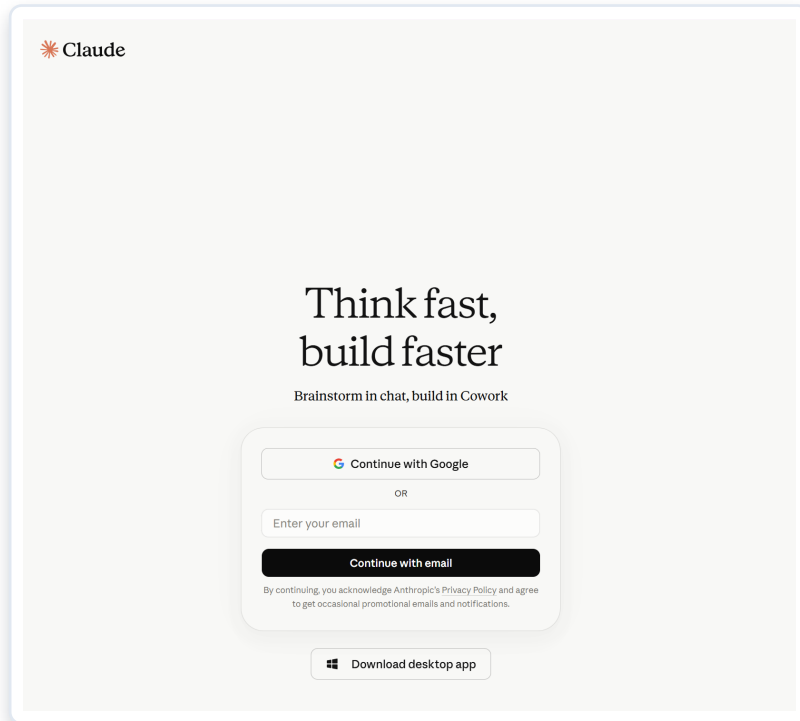 Claude
Think fast,
build faster
Brainstorm in chat, build in Cowork
Continue with Google
OR
Enter your email
Continue with email
By continuing, you acknowledge Anthropic's Privacy Policy and agree
to get occasional promotional emails and notifications.
Download desktop app